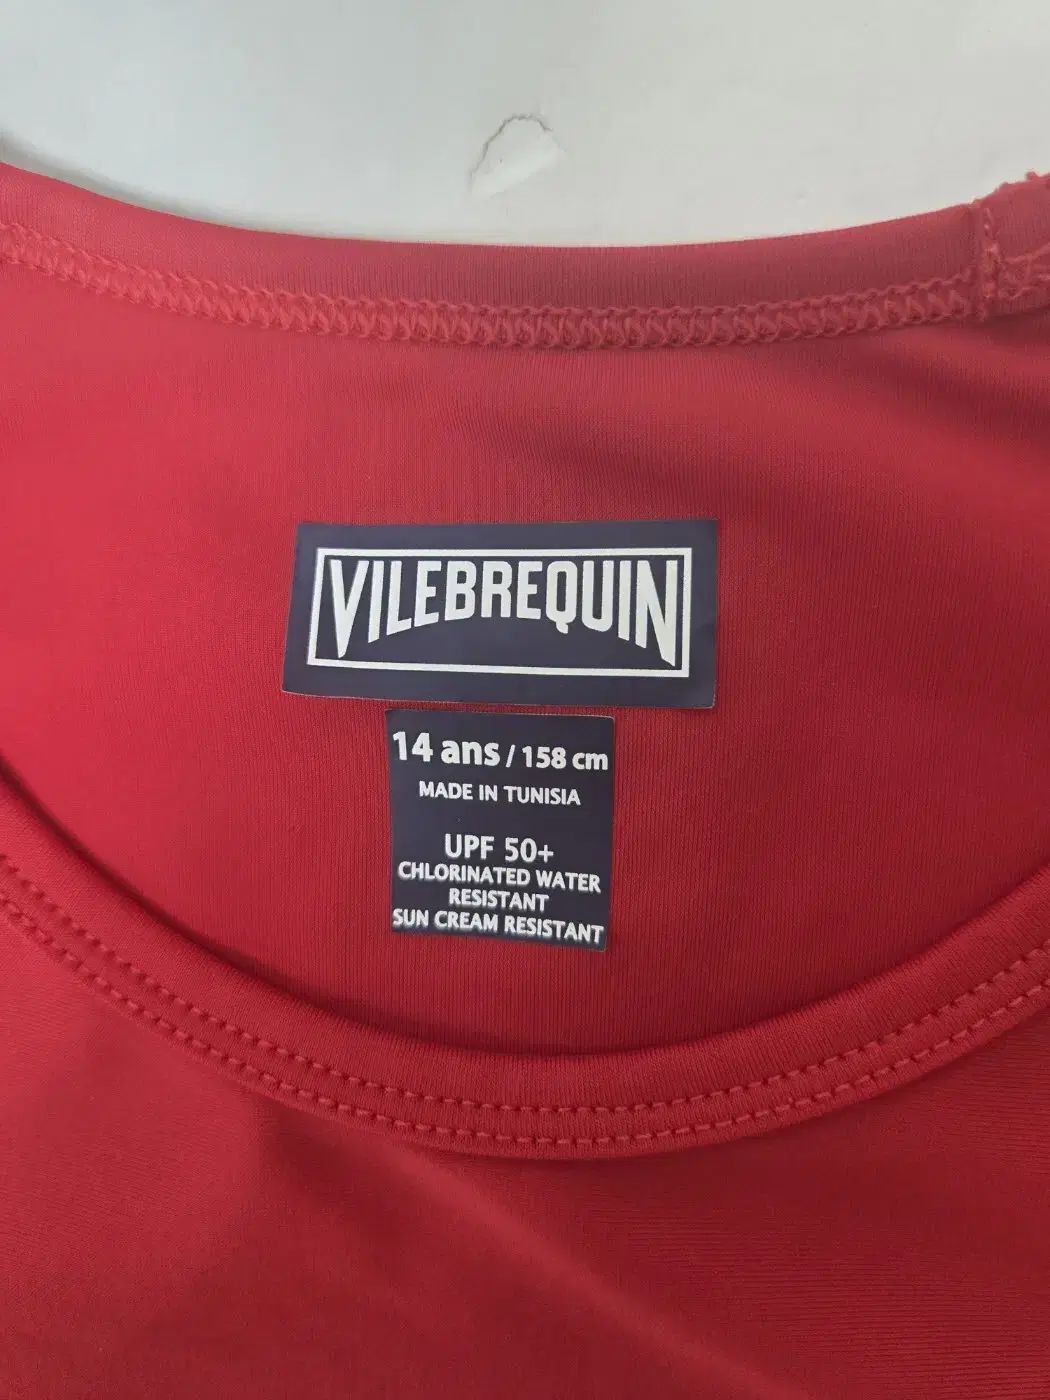 VILEBREQUIN
14 ans / 158 cm
MADE IN TUNISIA
UPF 50+
CHLORINATED WATER
RESISTANT
SUN CREAM RESISTANT